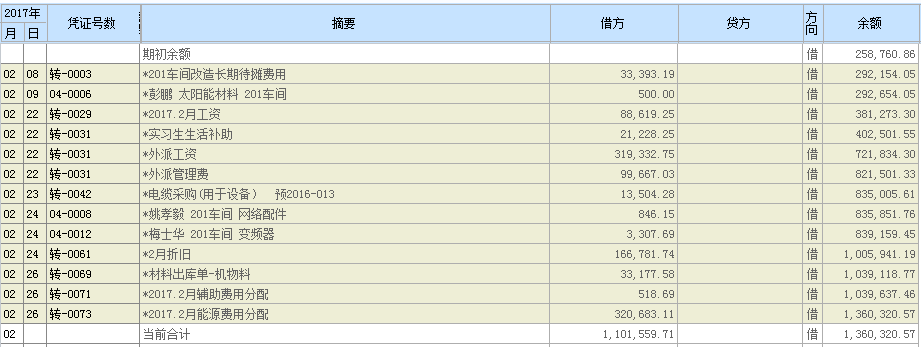 2017年 凭证号数 摘要 借方 贷方 方向 余额
月 日
期初余额 借 258,760.86
02 08 转-0003 *201车间改造长期待摊费用 33,393.19 借 292,154.05
02 09 04-0006 *彭鹏 太阳能材料 201车间 500.00 借 292,654.05
02 22 转-0029 *2017.2月工资 88,619.25 借 381,273.30
02 22 转-0031 *实习生生活补助 21,228.25 借 402,501.55
02 22 转-0031 *外派工资 319,332.75 借 721,834.30
02 22 转-0031 *外派管理费 99,667.03 借 821,501.33
02 23 转-0042 *电缆采购(用于设备） 预2016-013 13,504.28 借 835,005.61
02 24 04-0008 *姚孝毅 201车间 网络配件 846.15 借 835,851.76
02 24 04-0012 *梅士华 201车间 变频器 3,307.69 借 839,159.45
02 24 转-0061 *2月折旧 166,781.74 借 1,005,941.19
02 26 转-0069 *材料出库单-机物料 33,177.58 借 1,039,118.77
02 26 转-0071 *2017.2月辅助费用分配 518.69 借 1,039,637.46
02 26 转-0073 *2017.2月能源费用分配 320,683.11 借 1,360,320.57
02 当前合计 1,101,559.71 借 1,360,320.57